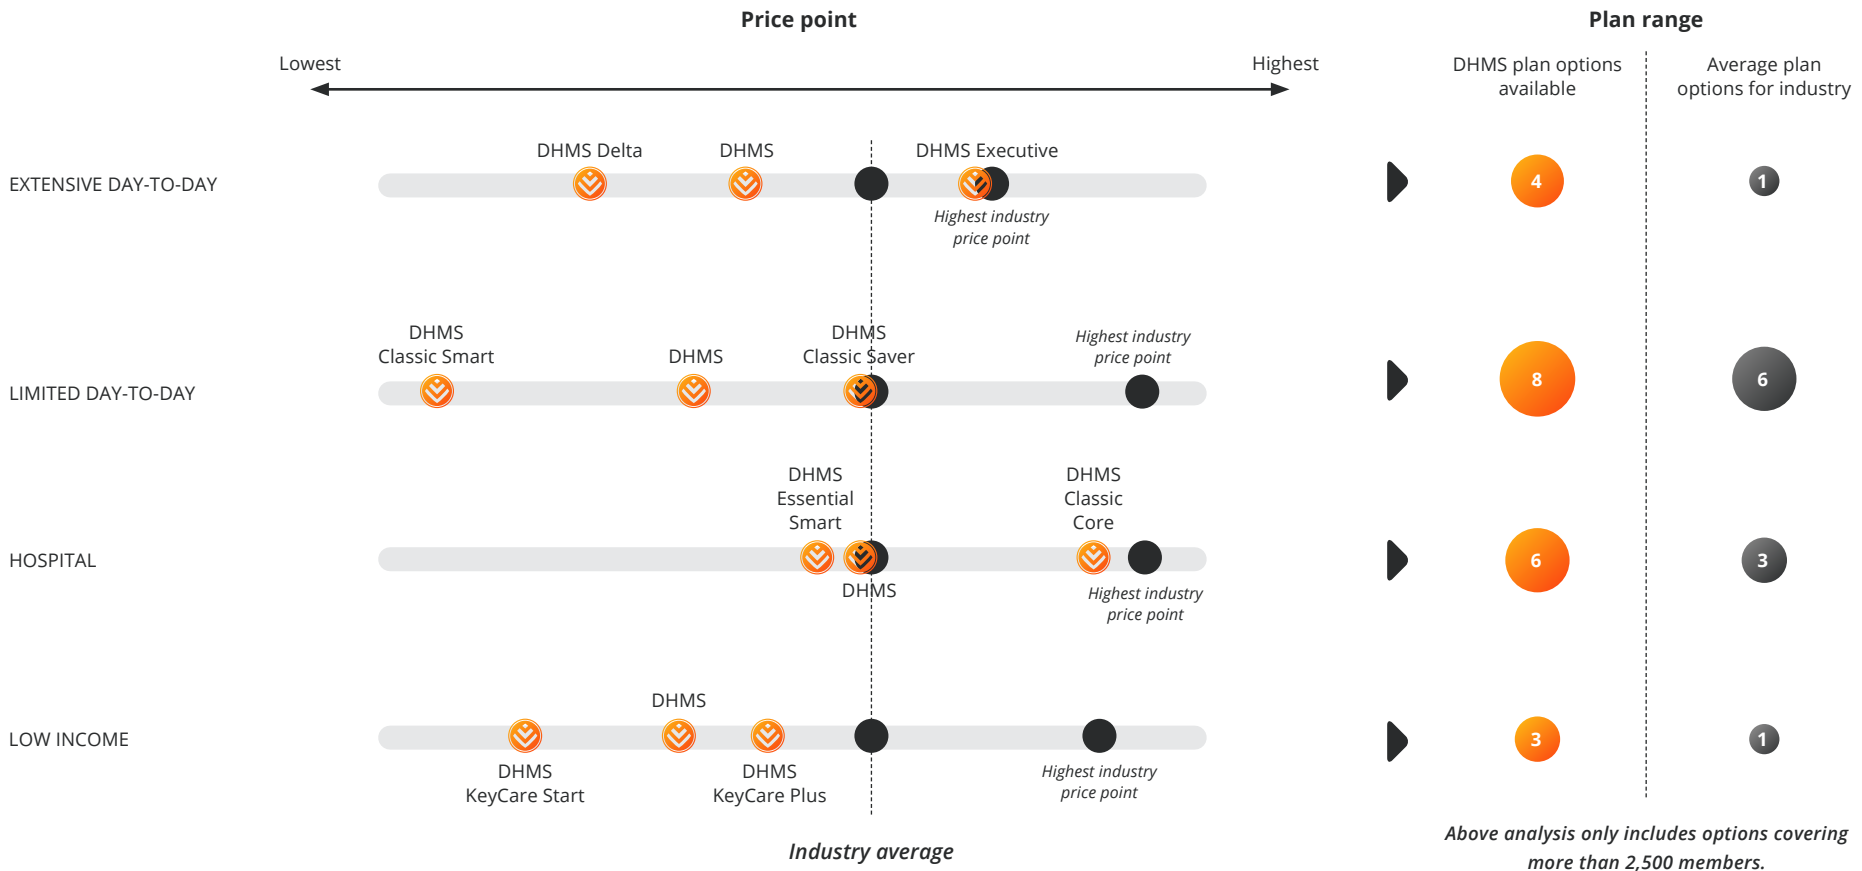 Price point
Plan range
Lowest
Highest
DHMS plan options
available
Average plan
options for industry
EXTENSIVE DAY-TO-DAY
DHMS Delta
DHMS
DHMS Executive
Highest industry
price point
4
1
LIMITED DAY-TO-DAY
DHMS
Classic Smart
DHMS
DHMS
Classic Saver
Highest industry
price point
8
6
HOSPITAL
DHMS
Essential
Smart
DHMS
DHMS
Classic
Core
Highest industry
price point
6
3
LOW INCOME
DHMS
KeyCare Start
DHMS
DHMS
KeyCare Plus
Highest industry
price point
3
1
Industry average
Above analysis only includes options covering
more than 2,500 members.